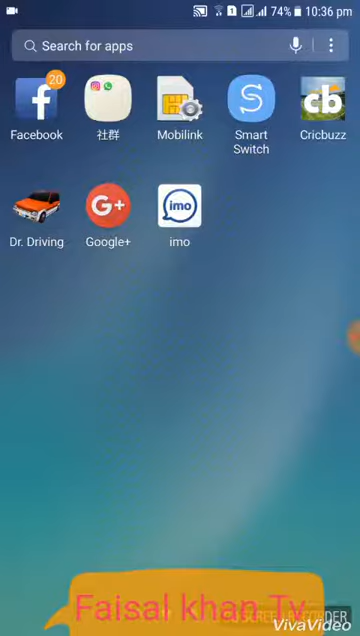 1 74% 10:36 pm
Search for apps
20
Facebook
社群
Mobilink
Smart Switch
cb
Cricbuzz
Dr. Driving
G+
Google+
imo
imo
Faisal khan Tv
VivaVideo